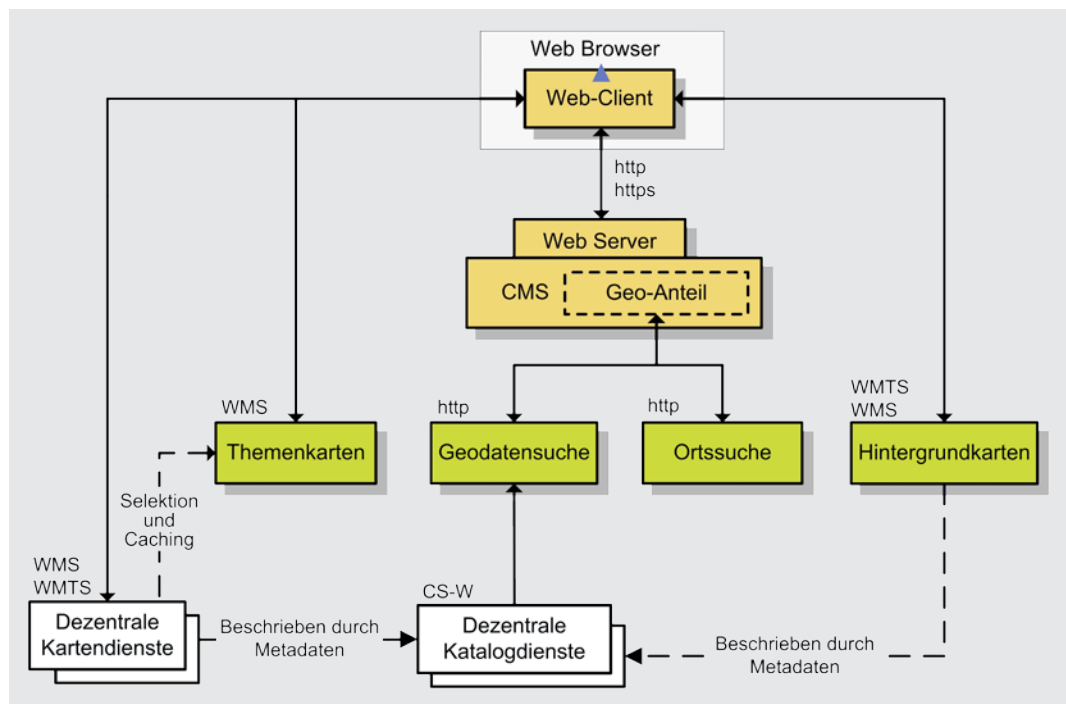 Web Browser
Web-Client
http
https
Web Server
CMS
Geo-Anteil
WMS
http
http
WMTS
WMS
Themenkarten
Geodatensuche
Ortssuche
Hintergrundkarten
Selektion
und
Caching
WMS
WMTS
CS-W
Dezentrale
Kartendienste
Beschrieben durch
Metadaten
Dezentrale
Katalogdienste
Beschrieben durch
Metadaten